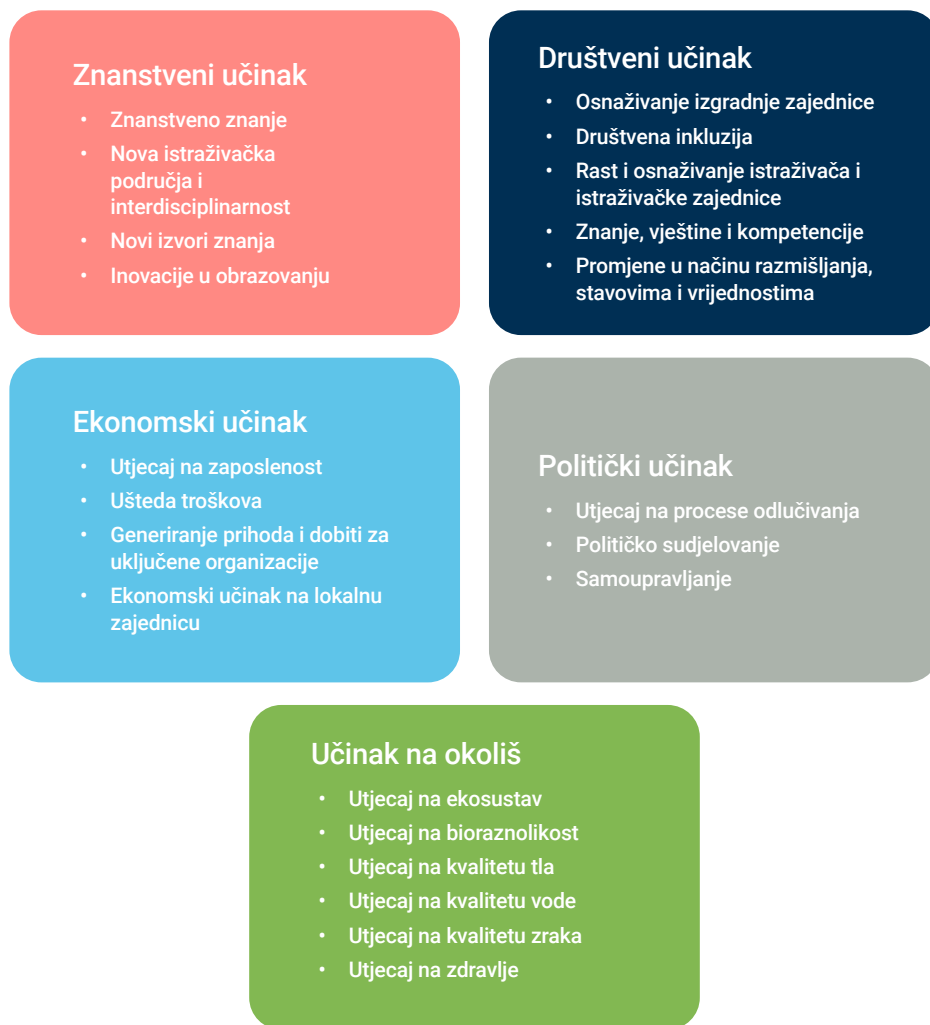 Znanstveni učinak
• Znanstveno znanje
• Nova istraživačka
područja i
interdisciplinarnost
• Novi izvori znanja
• Inovacije u obrazovanju
Društveni učinak
• Osnaživanje izgradnje zajednice
• Društvena inkluzija
• Rast i osnaživanje istraživača i
istraživačke zajednice
• Znanje, vještine i kompetencije
• Promjene u načinu razmišljanja,
stavovima i vrijednostima
Ekonomski učinak
• Utjecaj na zaposlenost
• Ušteda troškova
• Generiranje prihoda i dobiti za
uključene organizacije
• Ekonomski učinak na lokalnu
zajednicu
Politički učinak
• Utjecaj na procese odlučivanja
• Političko sudjelovanje
• Samoupravljanje
Učinak na okoliš
• Utjecaj na ekosustav
• Utjecaj na bioraznolikost
• Utjecaj na kvalitetu tla
• Utjecaj na kvalitetu vode
• Utjecaj na kvalitetu zraka
• Utjecaj na zdravlje